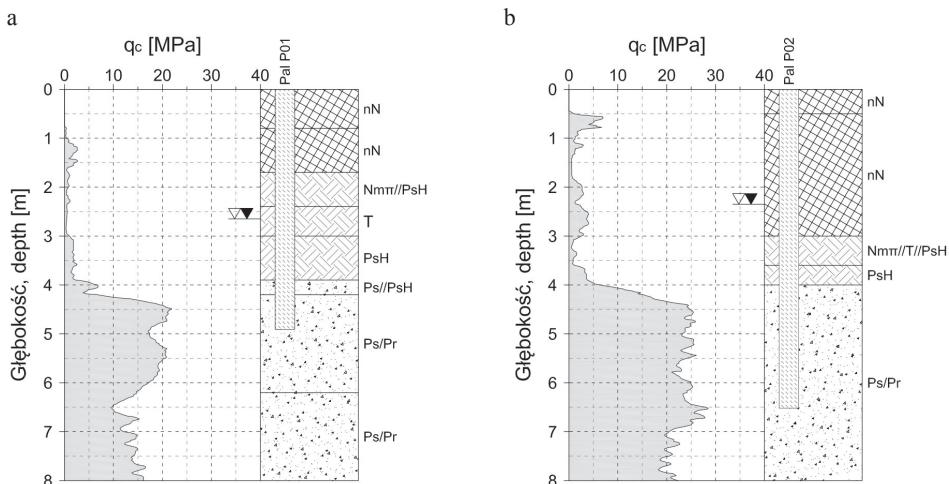 a
qc [MPa]
0 10 20 30 40
Pal P01
Głębokość, depth [m]
0
1
2
3
4
5
6
7
8
nN
nN
Nmπ//PsH
T
PsH
Ps//PsH
Ps/Pr
Ps/Pr
b
qc [MPa]
0 10 20 30 40
Pal P02
Głębokość, depth [m]
0
1
2
3
4
5
6
7
8
nN
nN
Nmπ//T//PsH
PsH
Ps/Pr